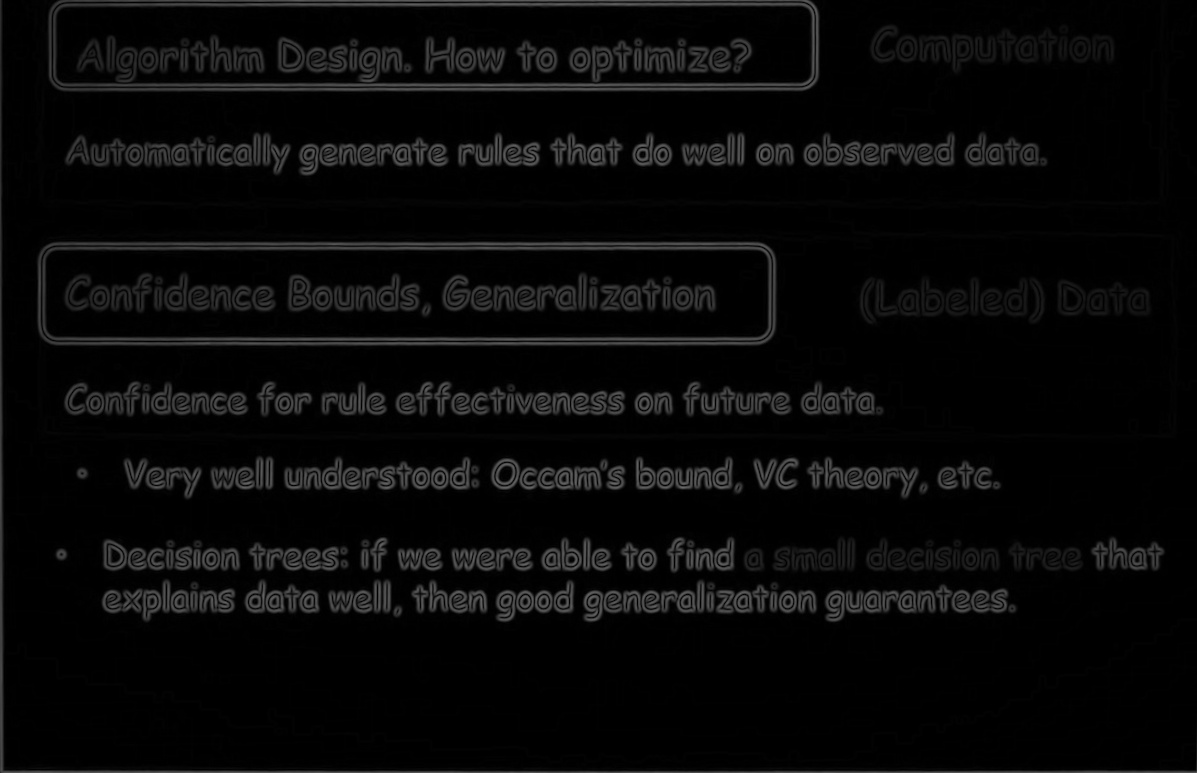 Algorithm Design. How to optimize? Computation
Automatically generate rules that do well on observed data.
Confidence Bounds, Generalization (Labeled) Data
Confidence for rule effectiveness on future data.
• Very well understood: Occam's bound, VC theory, etc.
• Decision trees: if we were able to find a small decision tree that
explains data well, then good generalization guarantees.